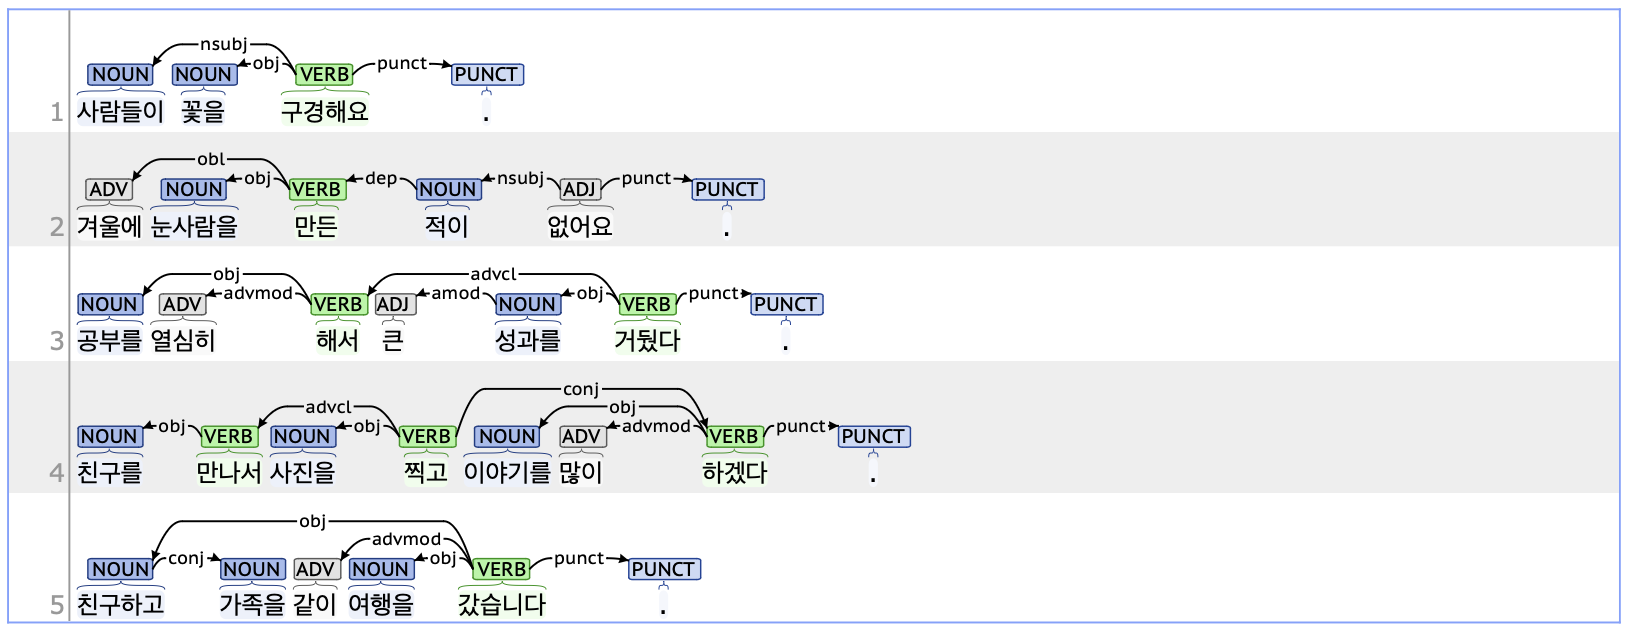 nsubj
obj punct
NOUN NOUN VERB PUNCT
1 사람들이 꽃을 구경해요 .
obl
obj dep nsubj punct
ADV NOUN VERB NOUN ADJ PUNCT
2 겨울에 눈사람을 만든 적이 없어요 .
obj advcl
advmod amod obj punct
NOUN ADV VERB ADJ NOUN VERB PUNCT
3 공부를 열심히 해서 큰 성과를 거뒀다 .
conj
advcl obj
obj obj advmod punct
NOUN VERB NOUN VERB NOUN ADV VERB PUNCT
4 친구를 만나서 사진을 찍고 이야기를 많이 하겠다 .
obj
advmod
conj obj punct
NOUN NOUN ADV NOUN VERB PUNCT
5 친구하고 가족을 같이 여행을 갔습니다 .